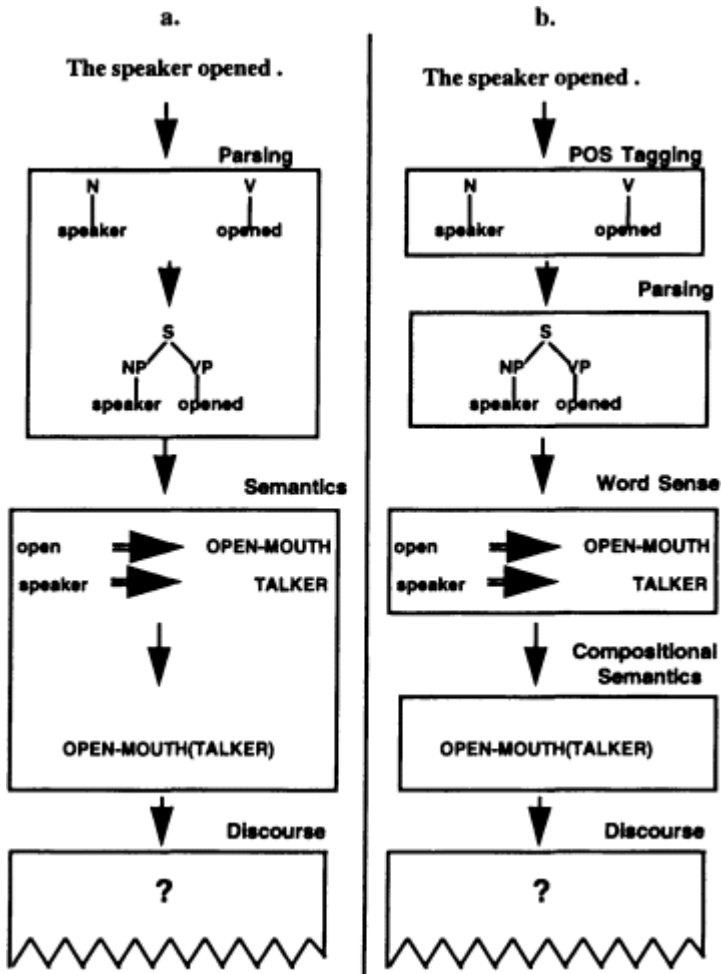 a.
The speaker opened .
Parsing
N V
speaker opened
S
NP VP
speaker opened
Semantics
open OPEN-MOUTH
speaker TALKER
OPEN-MOUTH(TALKER)
Discourse
?
b.
The speaker opened .
POS Tagging
N V
speaker opened
Parsing
S
NP VP
speaker opened
Word Sense
open OPEN-MOUTH
speaker TALKER
Compositional
Semantics
OPEN-MOUTH(TALKER)
Discourse
?